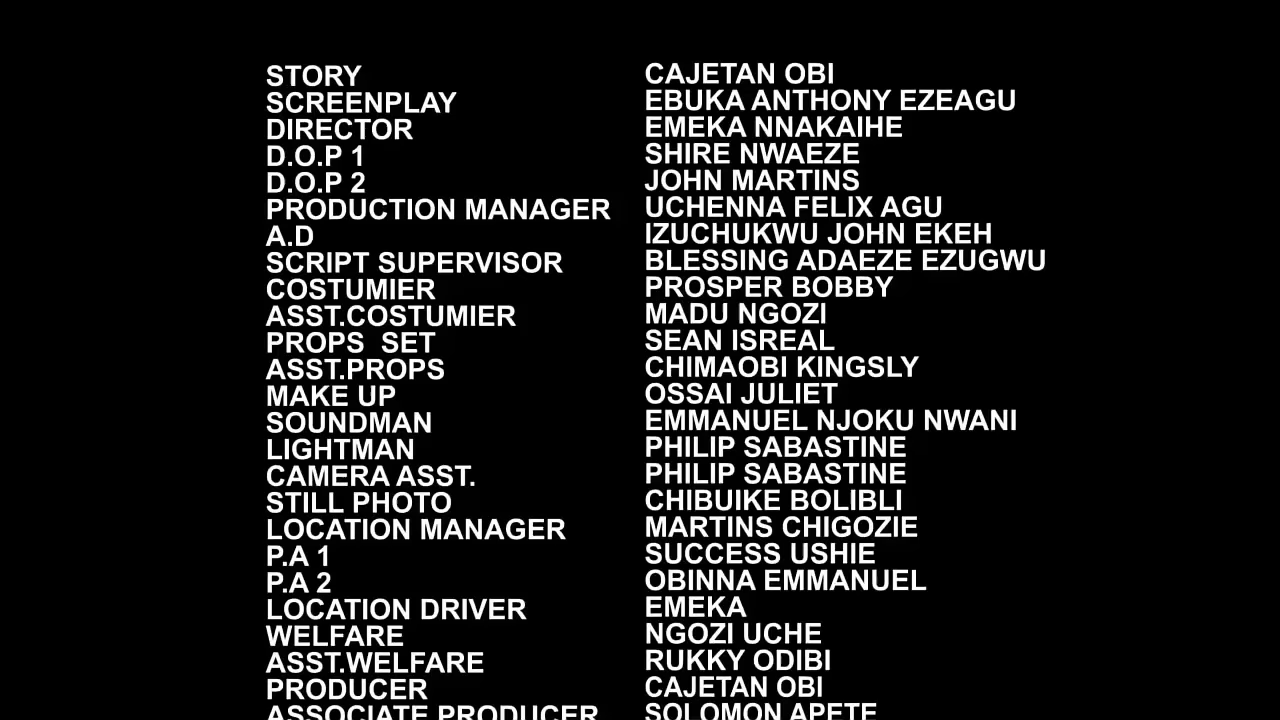 STORY CAJETAN OBI
SCREENPLAY EBUKA ANTHONY EZEAGU
DIRECTOR EMEKA NNAKAIHE
D.O.P 1 SHIRE NWAEZE
D.O.P 2 JOHN MARTINS
PRODUCTION MANAGER UCHENNA FELIX AGU
A.D IZUCHUKWU JOHN EKEH
SCRIPT SUPERVISOR BLESSING ADAEZE EZUGWU
COSTUMIER PROSPER BOBBY
ASST.COSTUMIER MADU NGOZI
PROPS SET SEAN ISREAL
ASST.PROPS CHIMAOBI KINGSLY
MAKE UP OSSAI JULIET
SOUNDMAN EMMANUEL NJOKU NWANI
LIGHTMAN PHILIP SABASTINE
CAMERA ASST. PHILIP SABASTINE
STILL PHOTO CHIBUIKE BOLIBLI
LOCATION MANAGER MARTINS CHIGOZIE
P.A 1 SUCCESS USHIE
P.A 2 OBINNA EMMANUEL
LOCATION DRIVER EMEKA
WELFARE NGOZI UCHE
ASST.WELFARE RUKKY ODIBI
PRODUCER CAJETAN OBI
ASSOCIATE PRODUCER SOLOMON APETE